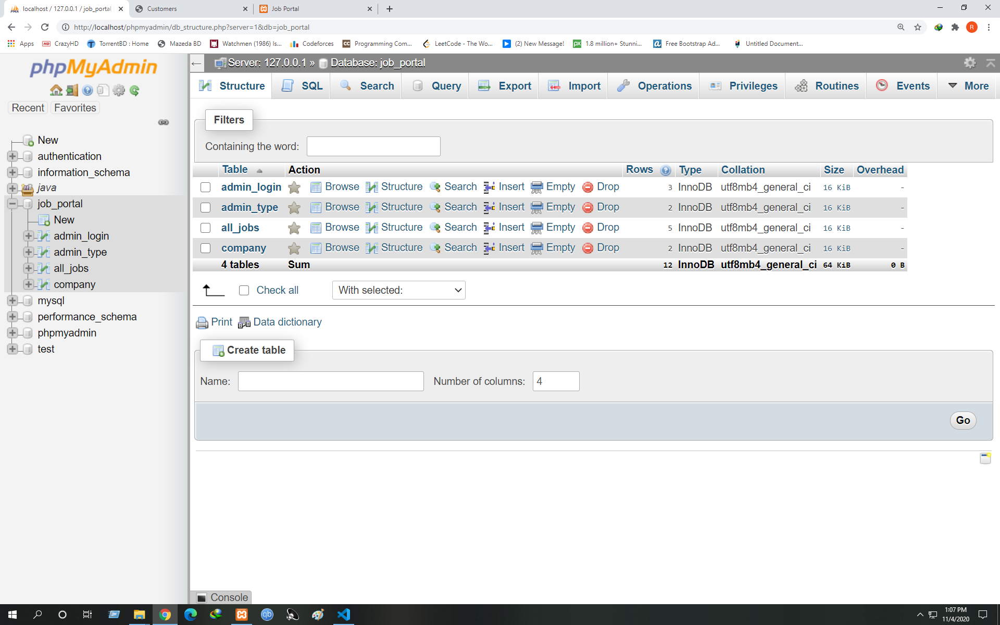 localhost / 127.0.0.1 / job_portal
Customers
Job Portal
http://localhost/phpmyadmin/db_structure.php?server=1&db=job_portal
R
Apps
HD CrazyHD
TorrentBD : Home
Mazeda BD
Watchmen (1986) Is...
Codeforces
CC Programming Com...
LeetCode - The Wo...
(2) New Message!
px 1.8 million+ Stunni...
a Free Bootstrap Ad...
Untitled Document...
phpMyAdmin
Recent Favorites
New
authentication
information_schema
java
job_portal
New
admin_login
admin_type
all_jobs
company
mysql
performance_schema
phpmyadmin
test
Server: 127.0.0.1 » Database: job_portal
Structure SQL Search Query Export Import Operations Privileges Routines Events More
Filters
Containing the word:
Table Action Rows Type Collation Size Overhead
admin_login Browse Structure Search Insert Empty Drop 3 InnoDB utf8mb4_general_ci 16 KiB -
admin_type Browse Structure Search Insert Empty Drop 2 InnoDB utf8mb4_general_ci 16 KiB -
all_jobs Browse Structure Search Insert Empty Drop 5 InnoDB utf8mb4_general_ci 16 KiB -
company Browse Structure Search Insert Empty Drop 2 InnoDB utf8mb4_general_ci 16 KiB -
4 tables Sum 12 InnoDB utf8mb4_general_ci 64 KiB 0 B
Check all With selected:
Print Data dictionary
Create table
Name: Number of columns: 4
Go
Console
qb
1:07 PM
11/4/2020